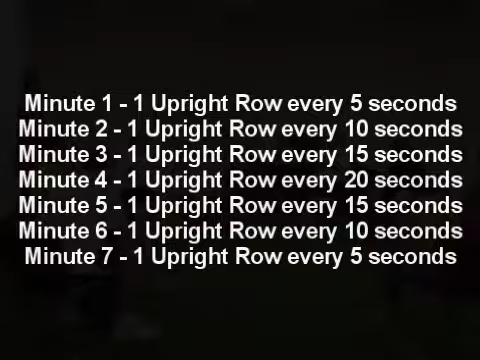 Minute 1 - 1 Upright Row every 5 seconds
Minute 2 - 1 Upright Row every 10 seconds
Minute 3 - 1 Upright Row every 15 seconds
Minute 4 - 1 Upright Row every 20 seconds
Minute 5 - 1 Upright Row every 15 seconds
Minute 6 - 1 Upright Row every 10 seconds
Minute 7 - 1 Upright Row every 5 seconds